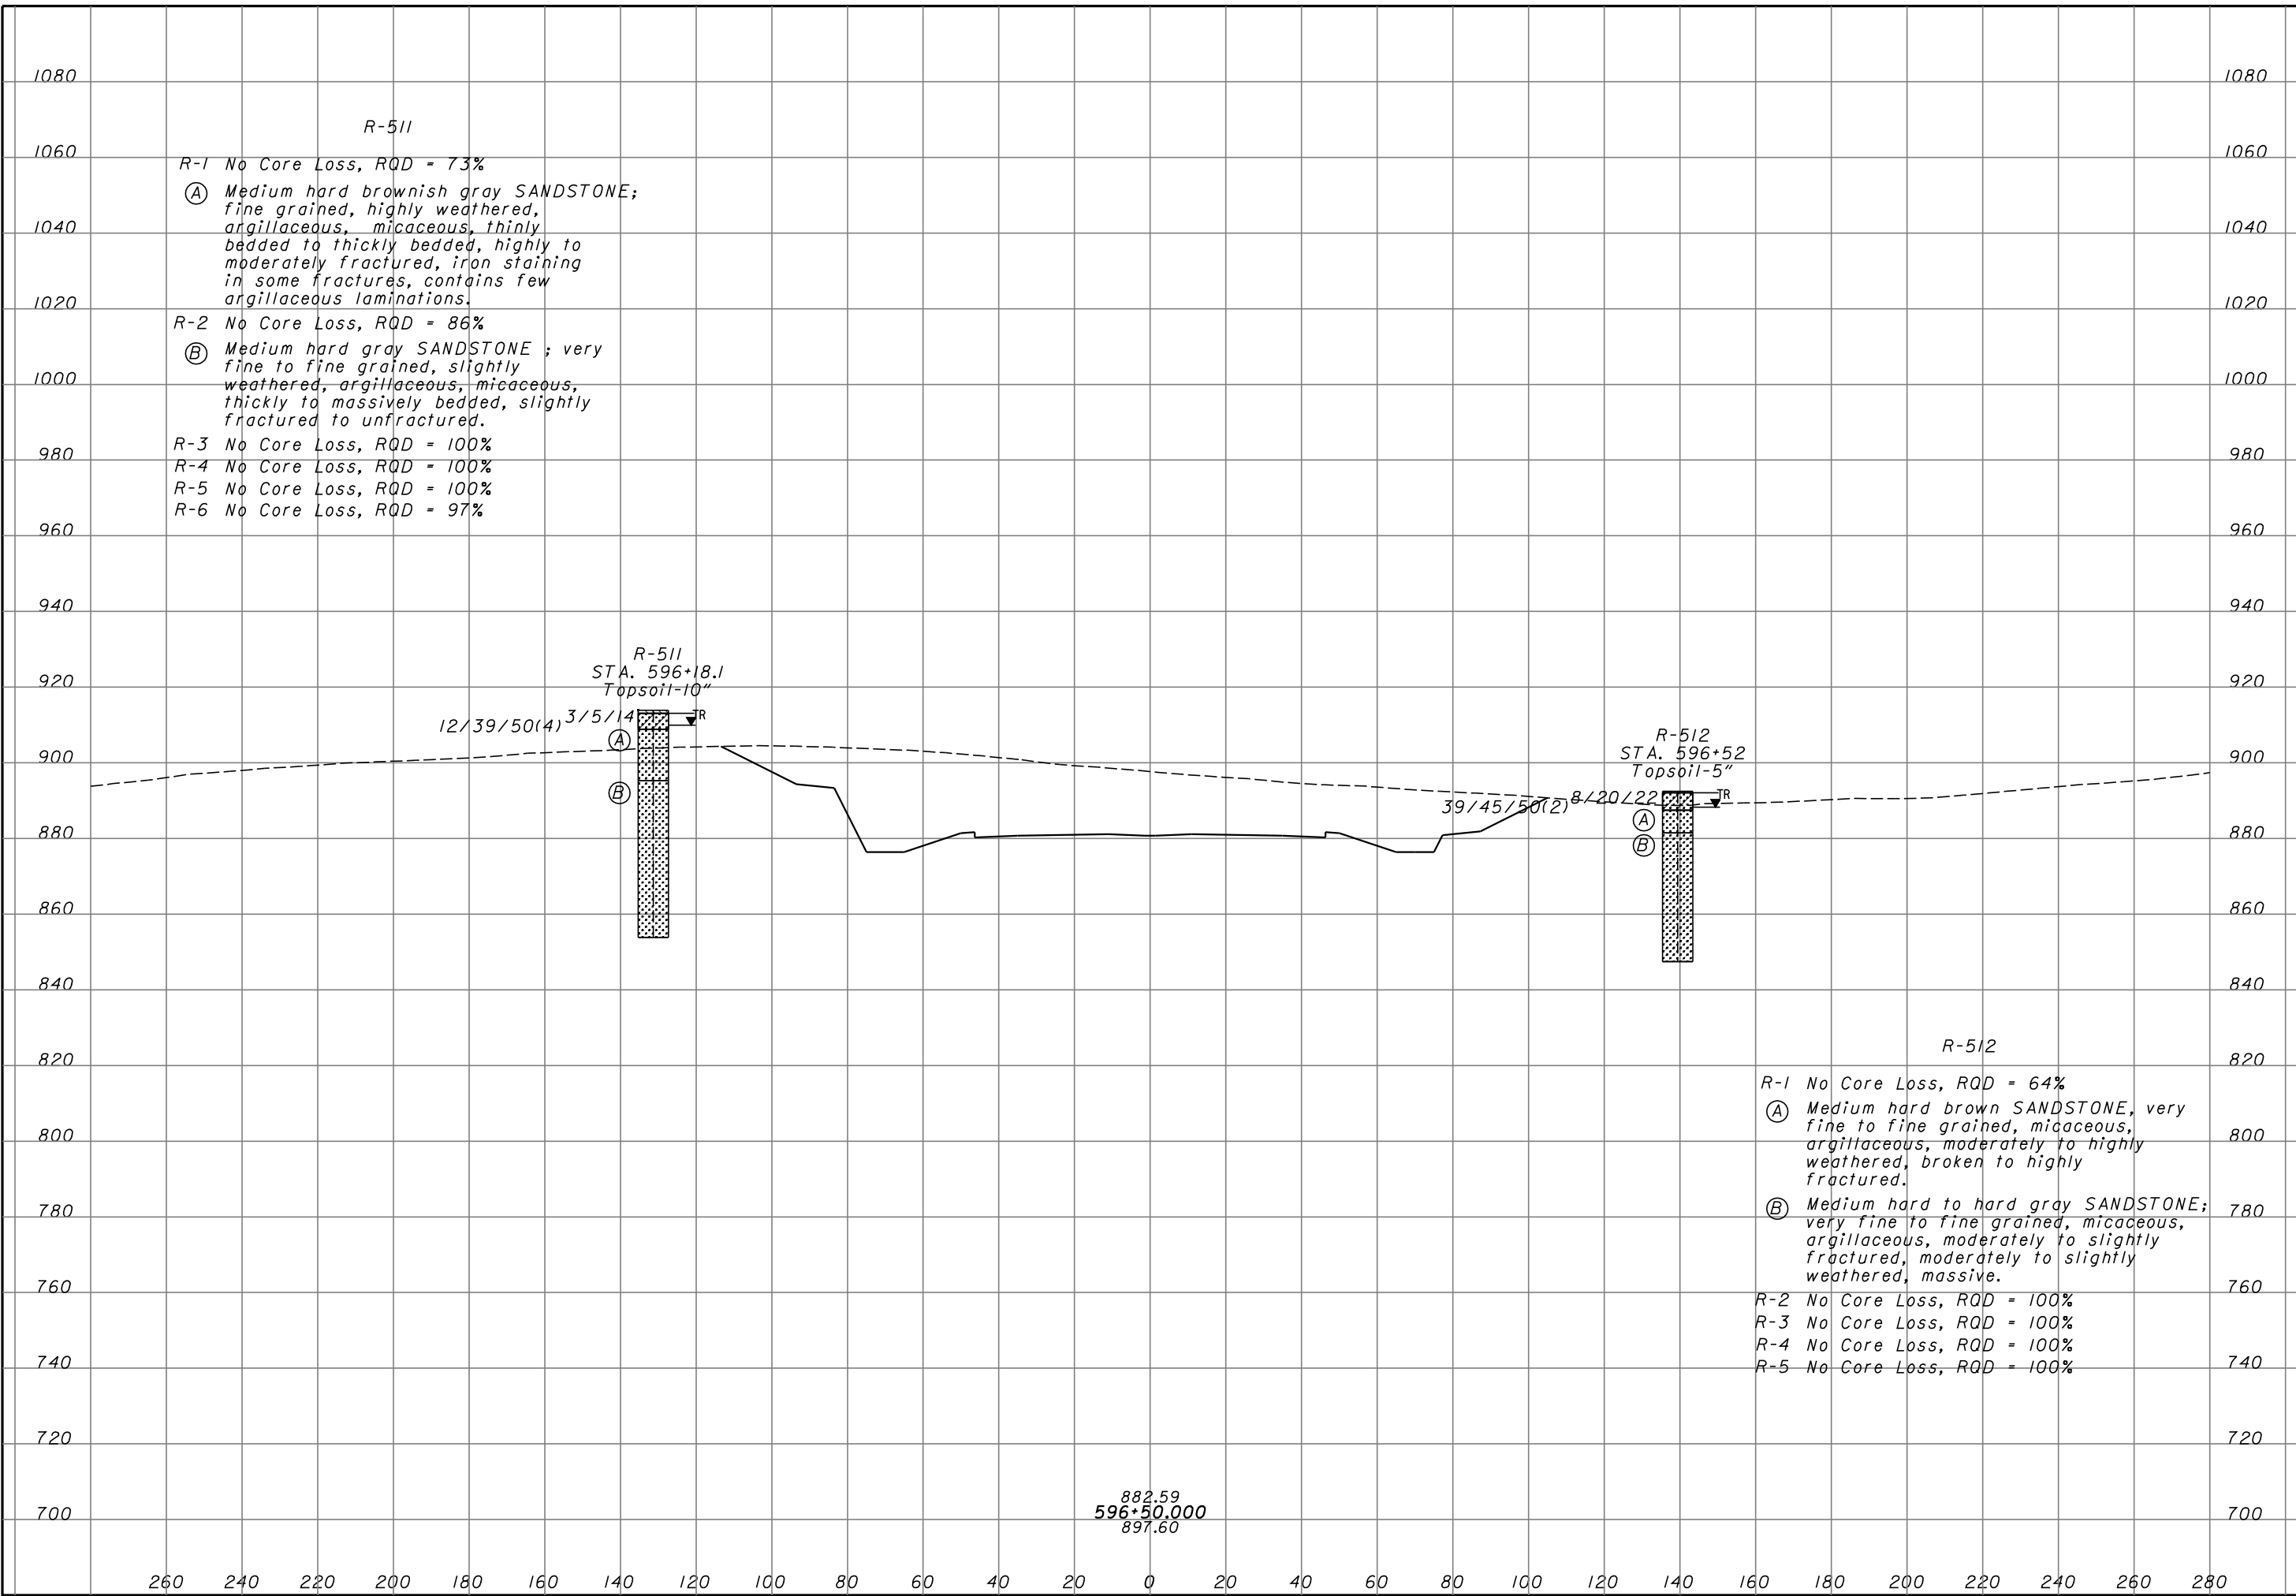 1080 1080
R-511
1060 1060
R-1 No Core Loss, RQD = 73%
A Medium hard brownish gray SANDSTONE;
fine grained, highly weathered,
argillaceous, micaceous, thinly
1040 1040
bedded to thickly bedded, highly to
moderately fractured, iron staining
in some fractures, contains few
argillaceous laminations.
1020 1020
R-2 No Core Loss, RQD = 86%
B Medium hard gray SANDSTONE ; very
fine to fine grained, slightly
1000 1000
weathered, argillaceous, micaceous,
thickly to massively bedded, slightly
fractured to unfractured.
R-3 No Core Loss, RQD = 100%
980 980
R-4 No Core Loss, RQD = 100%
R-5 No Core Loss, RQD = 100%
R-6 No Core Loss, RQD = 97%
960 960
940 940
R-511
STA. 596+18.1
920 920
Topsoil-10"
3/5/14 TR
12/39/50(4)
A
R-512
STA. 596+52
900 900
Topsoil-5"
B
8/20/22 TR
39/45/50(2)
A
880 880
B
860 860
840 840
820 820
R-512
R-1 No Core Loss, RQD = 64%
A Medium hard brown SANDSTONE, very
fine to fine grained, micaceous,
800 800
argillaceous, moderately to highly
weathered, broken to highly
fractured.
B Medium hard to hard gray SANDSTONE;
780 780
very fine to fine grained, micaceous,
argillaceous, moderately to slightly
fractured, moderately to slightly
weathered, massive.
760 760
R-2 No Core Loss, RQD = 100%
R-3 No Core Loss, RQD = 100%
R-4 No Core Loss, RQD = 100%
740 740
R-5 No Core Loss, RQD = 100%
720 720
882.59
700 596+50.000 700
897.60
260 240 220 200 180 160 140 120 100 80 60 40 20 0 20 40 60 80 100 120 140 160 180 200 220 240 260 280